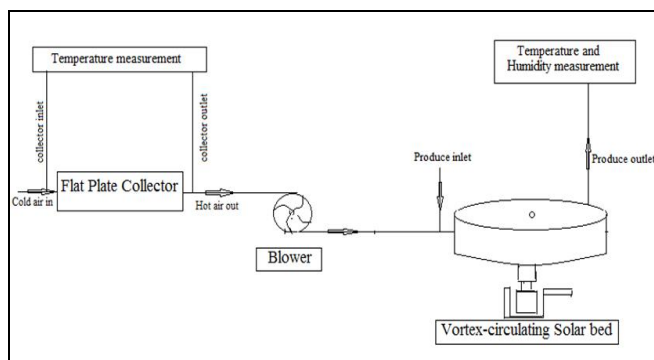 Temperature measurement
Temperature and
Humidity measurement
collector inlet
collector outlet
Produce inlet
Produce outlet
Cold air in
Flat Plate Collector
Hot air out
Blower
Vortex-circulating Solar bed